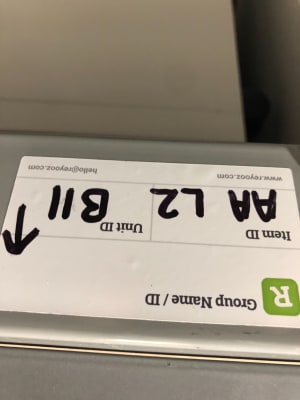 R Group Name / ID
Item ID Unit ID
AA L2 B11
www.reyooz.com hello@reyooz.com